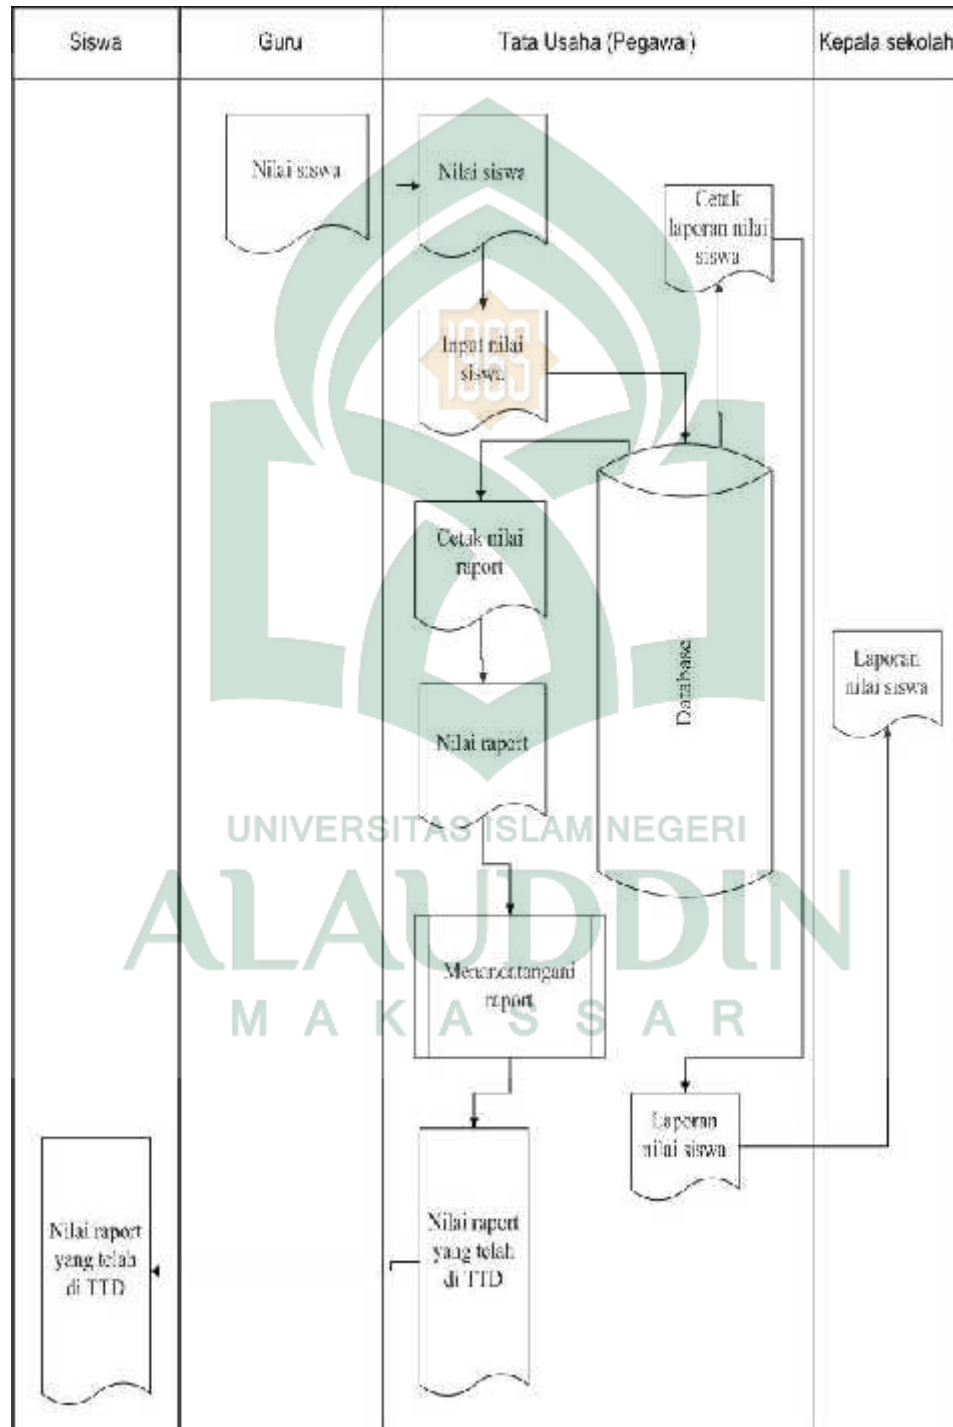 Siswa
Guru
Tata Usaha (Pegawai)
Kepala sekolah
Nilai siswa
Nilai siswa
Cetak
laporan nilai
siswa
1965
Input nilai
siswa
Cetak nilai
raport
Database
Laporan
nilai siswa
Nilai raport
UNIVERSITAS ISLAM NEGERI
ALAUDDIN
MAKASSAR
Menandatangani
raport
Laporan
nilai siswa
Nilai raport
yang telah
di TTD
Nilai raport
yang telah
di TTD